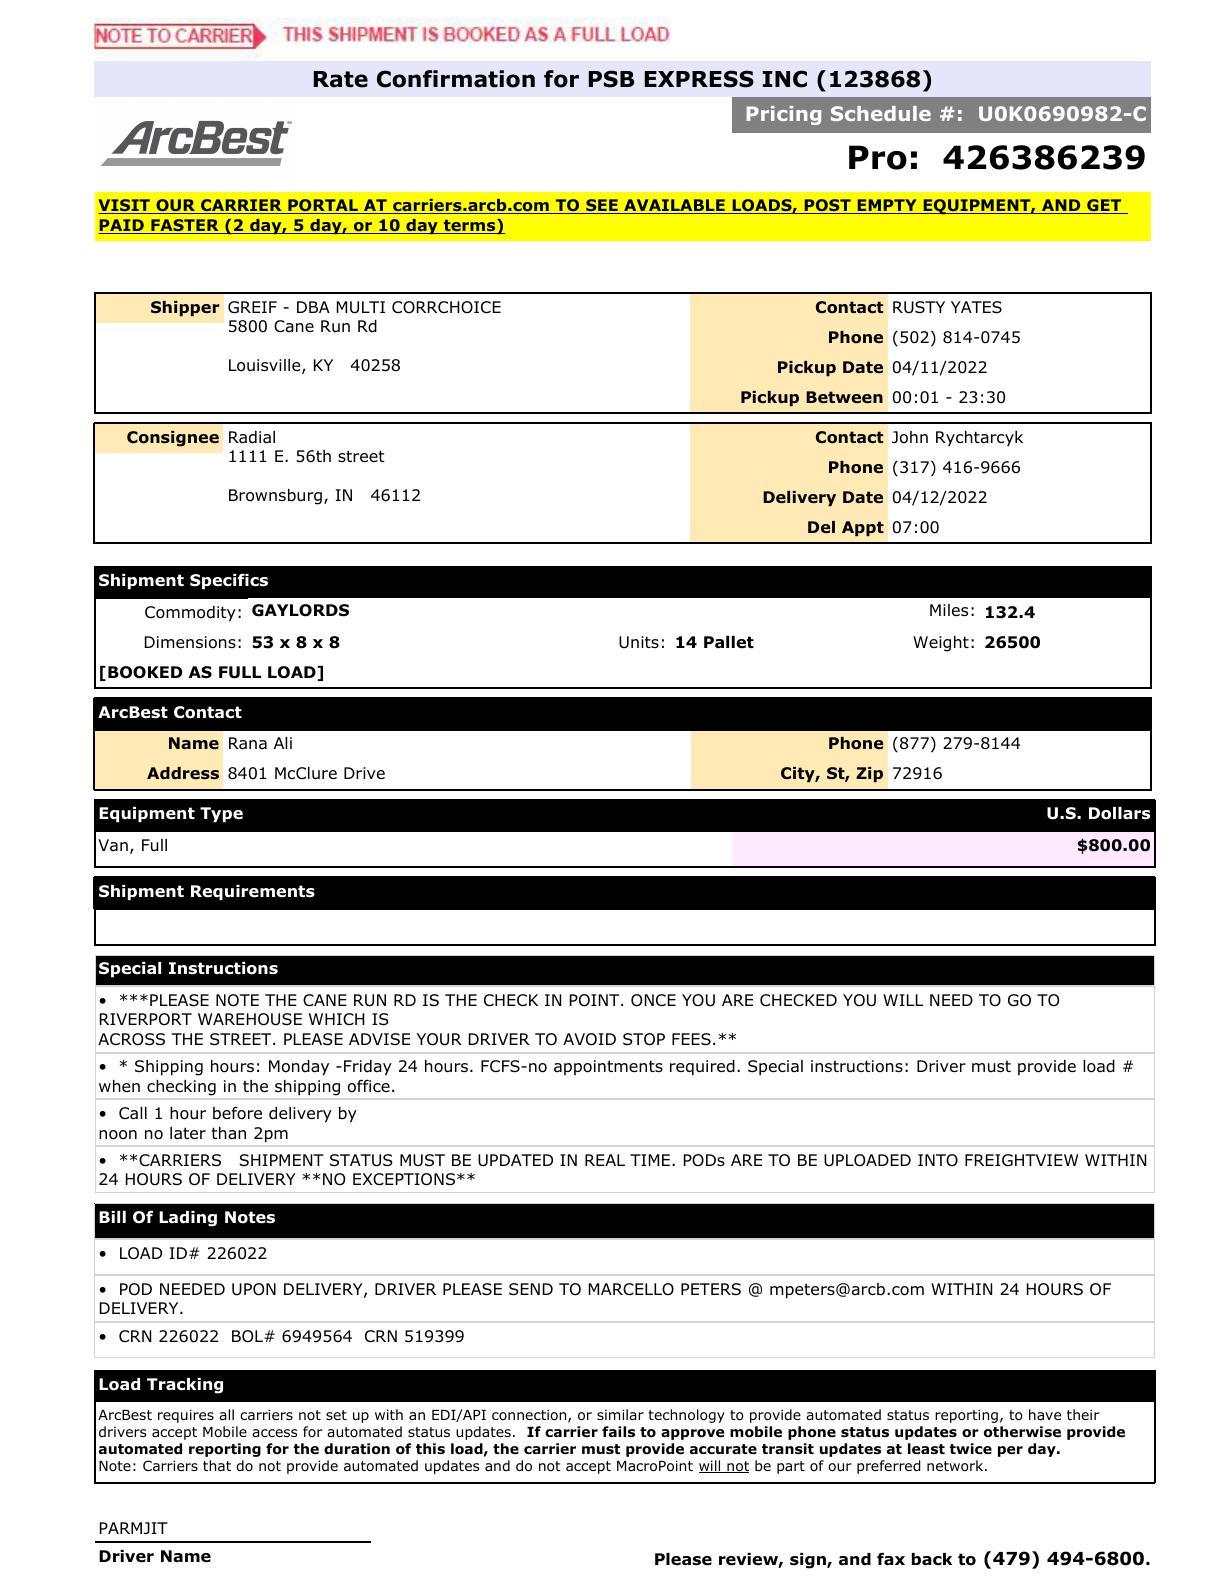 NOTE TO CARRIER THIS SHIPMENT IS BOOKED AS A FULL LOAD
Rate Confirmation for PSB EXPRESS INC (123868)
Pricing Schedule #: U0K0690982-C
ArcBest
Pro: 426386239
VISIT OUR CARRIER PORTAL AT carriers.arcb.com TO SEE AVAILABLE LOADS, POST EMPTY EQUIPMENT, AND GET
PAID FASTER (2 day, 5 day, or 10 day terms)
Shipper GREIF - DBA MULTI CORRCHOICE
5800 Cane Run Rd
Louisville, KY 40258
Contact RUSTY YATES
Phone (502) 814-0745
Pickup Date 04/11/2022
Pickup Between 00:01 - 23:30
Consignee Radial
1111 E. 56th street
Brownsburg, IN 46112
Contact John Rychtarcyk
Phone (317) 416-9666
Delivery Date 04/12/2022
Del Appt 07:00
Shipment Specifics
Commodity: GAYLORDS Miles: 132.4
Dimensions: 53 x 8 x 8 Units: 14 Pallet Weight: 26500
[BOOKED AS FULL LOAD]
ArcBest Contact
Name Rana Ali Phone (877) 279-8144
Address 8401 McClure Drive City, St, Zip 72916
Equipment Type U.S. Dollars
Van, Full $800.00
Shipment Requirements
Special Instructions
• ***PLEASE NOTE THE CANE RUN RD IS THE CHECK IN POINT. ONCE YOU ARE CHECKED YOU WILL NEED TO GO TO
RIVERPORT WAREHOUSE WHICH IS
ACROSS THE STREET. PLEASE ADVISE YOUR DRIVER TO AVOID STOP FEES.**
• * Shipping hours: Monday -Friday 24 hours. FCFS-no appointments required. Special instructions: Driver must provide load #
when checking in the shipping office.
• Call 1 hour before delivery by
noon no later than 2pm
• **CARRIERS SHIPMENT STATUS MUST BE UPDATED IN REAL TIME. PODs ARE TO BE UPLOADED INTO FREIGHTVIEW WITHIN
24 HOURS OF DELIVERY **NO EXCEPTIONS**
Bill Of Lading Notes
• LOAD ID# 226022
• POD NEEDED UPON DELIVERY, DRIVER PLEASE SEND TO MARCELLO PETERS @ mpeters@arcb.com WITHIN 24 HOURS OF
DELIVERY.
• CRN 226022 BOL# 6949564 CRN 519399
Load Tracking
ArcBest requires all carriers not set up with an EDI/API connection, or similar technology to provide automated status reporting, to have their
drivers accept Mobile access for automated status updates. If carrier fails to approve mobile phone status updates or otherwise provide
automated reporting for the duration of this load, the carrier must provide accurate transit updates at least twice per day.
Note: Carriers that do not provide automated updates and do not accept MacroPoint will not be part of our preferred network.
PARMJIT
Driver Name
Please review, sign, and fax back to (479) 494-6800.